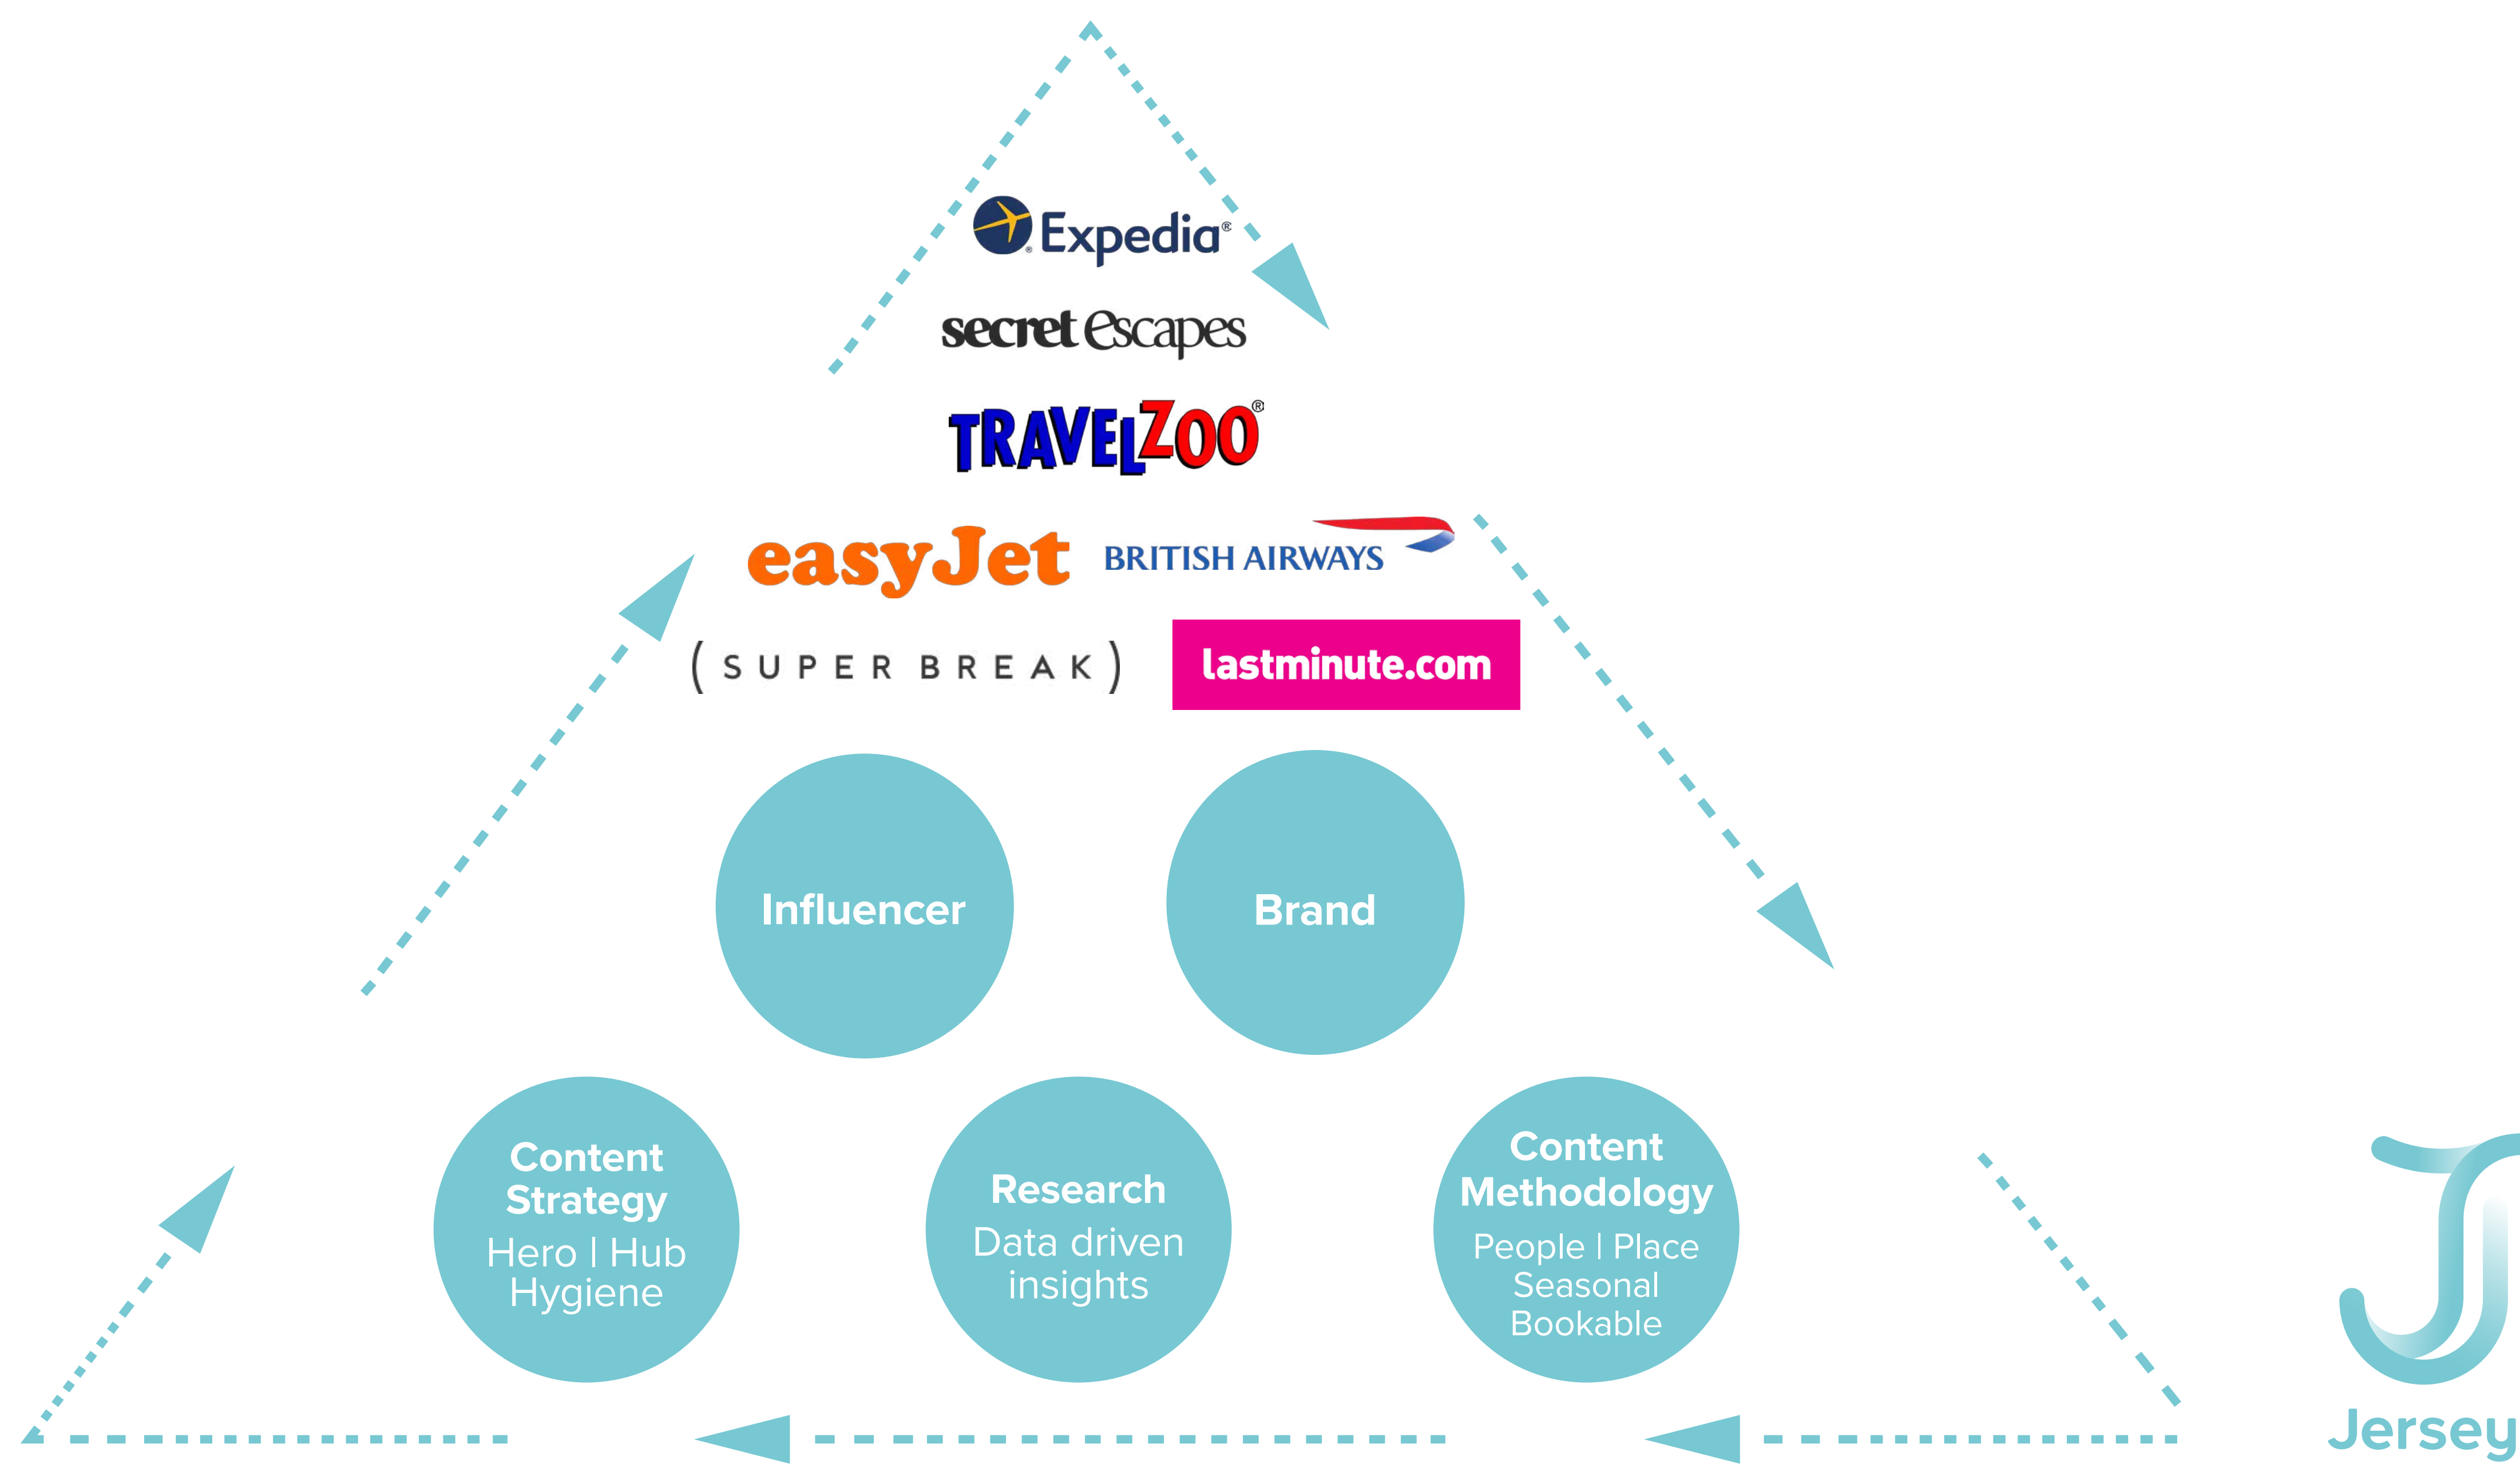 Expedia®
secret escapes
TRAVELZOO®
easyJet
BRITISH AIRWAYS
(SUPER BREAK)
lastminute.com
Influencer
Brand
Content
Strategy
Hero | Hub
Hygiene
Research
Data driven
insights
Content
Methodology
People | Place
Seasonal
Bookable
Jersey